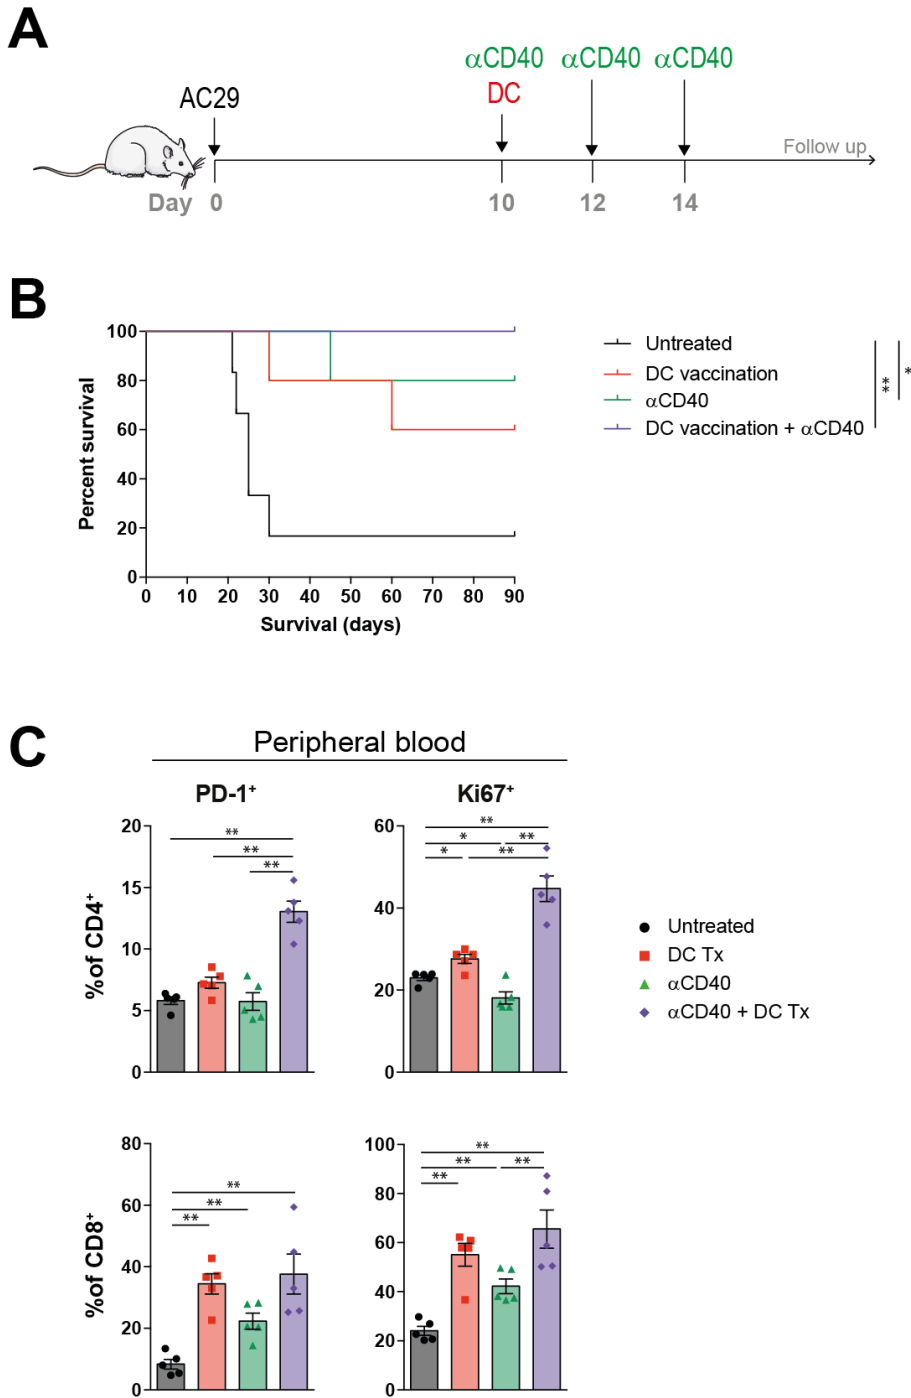 A
αCD40 αCD40 αCD40
DC
AC29
Follow up
Day 0 10 12 14
B
100
80
60
40
20
0
0 10 20 30 40 50 60 70 80 90
Percent survival
Survival (days)
Untreated
DC vaccination
αCD40
DC vaccination + αCD40
**
*
C
Peripheral blood
PD-1+
Ki67+
%of CD4+
20
15
10
5
0
**
**
**
60
40
20
0
**
* **
* **
Untreated
DC Tx
αCD40
αCD40 + DC Tx
%of CD8+
80
60
40
20
0
**
**
**
100
80
60
40
20
0
**
** **
**